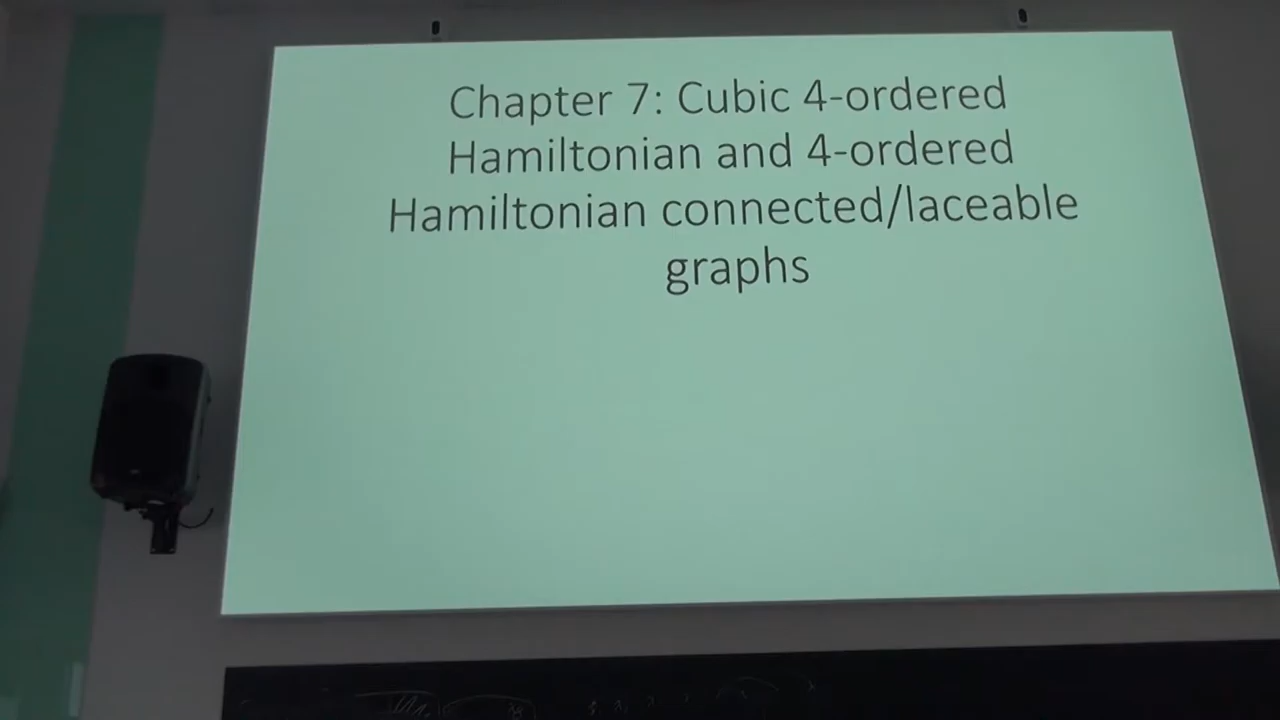 Chapter 7: Cubic 4-ordered
Hamiltonian and 4-ordered
Hamiltonian connected/laceable
graphs